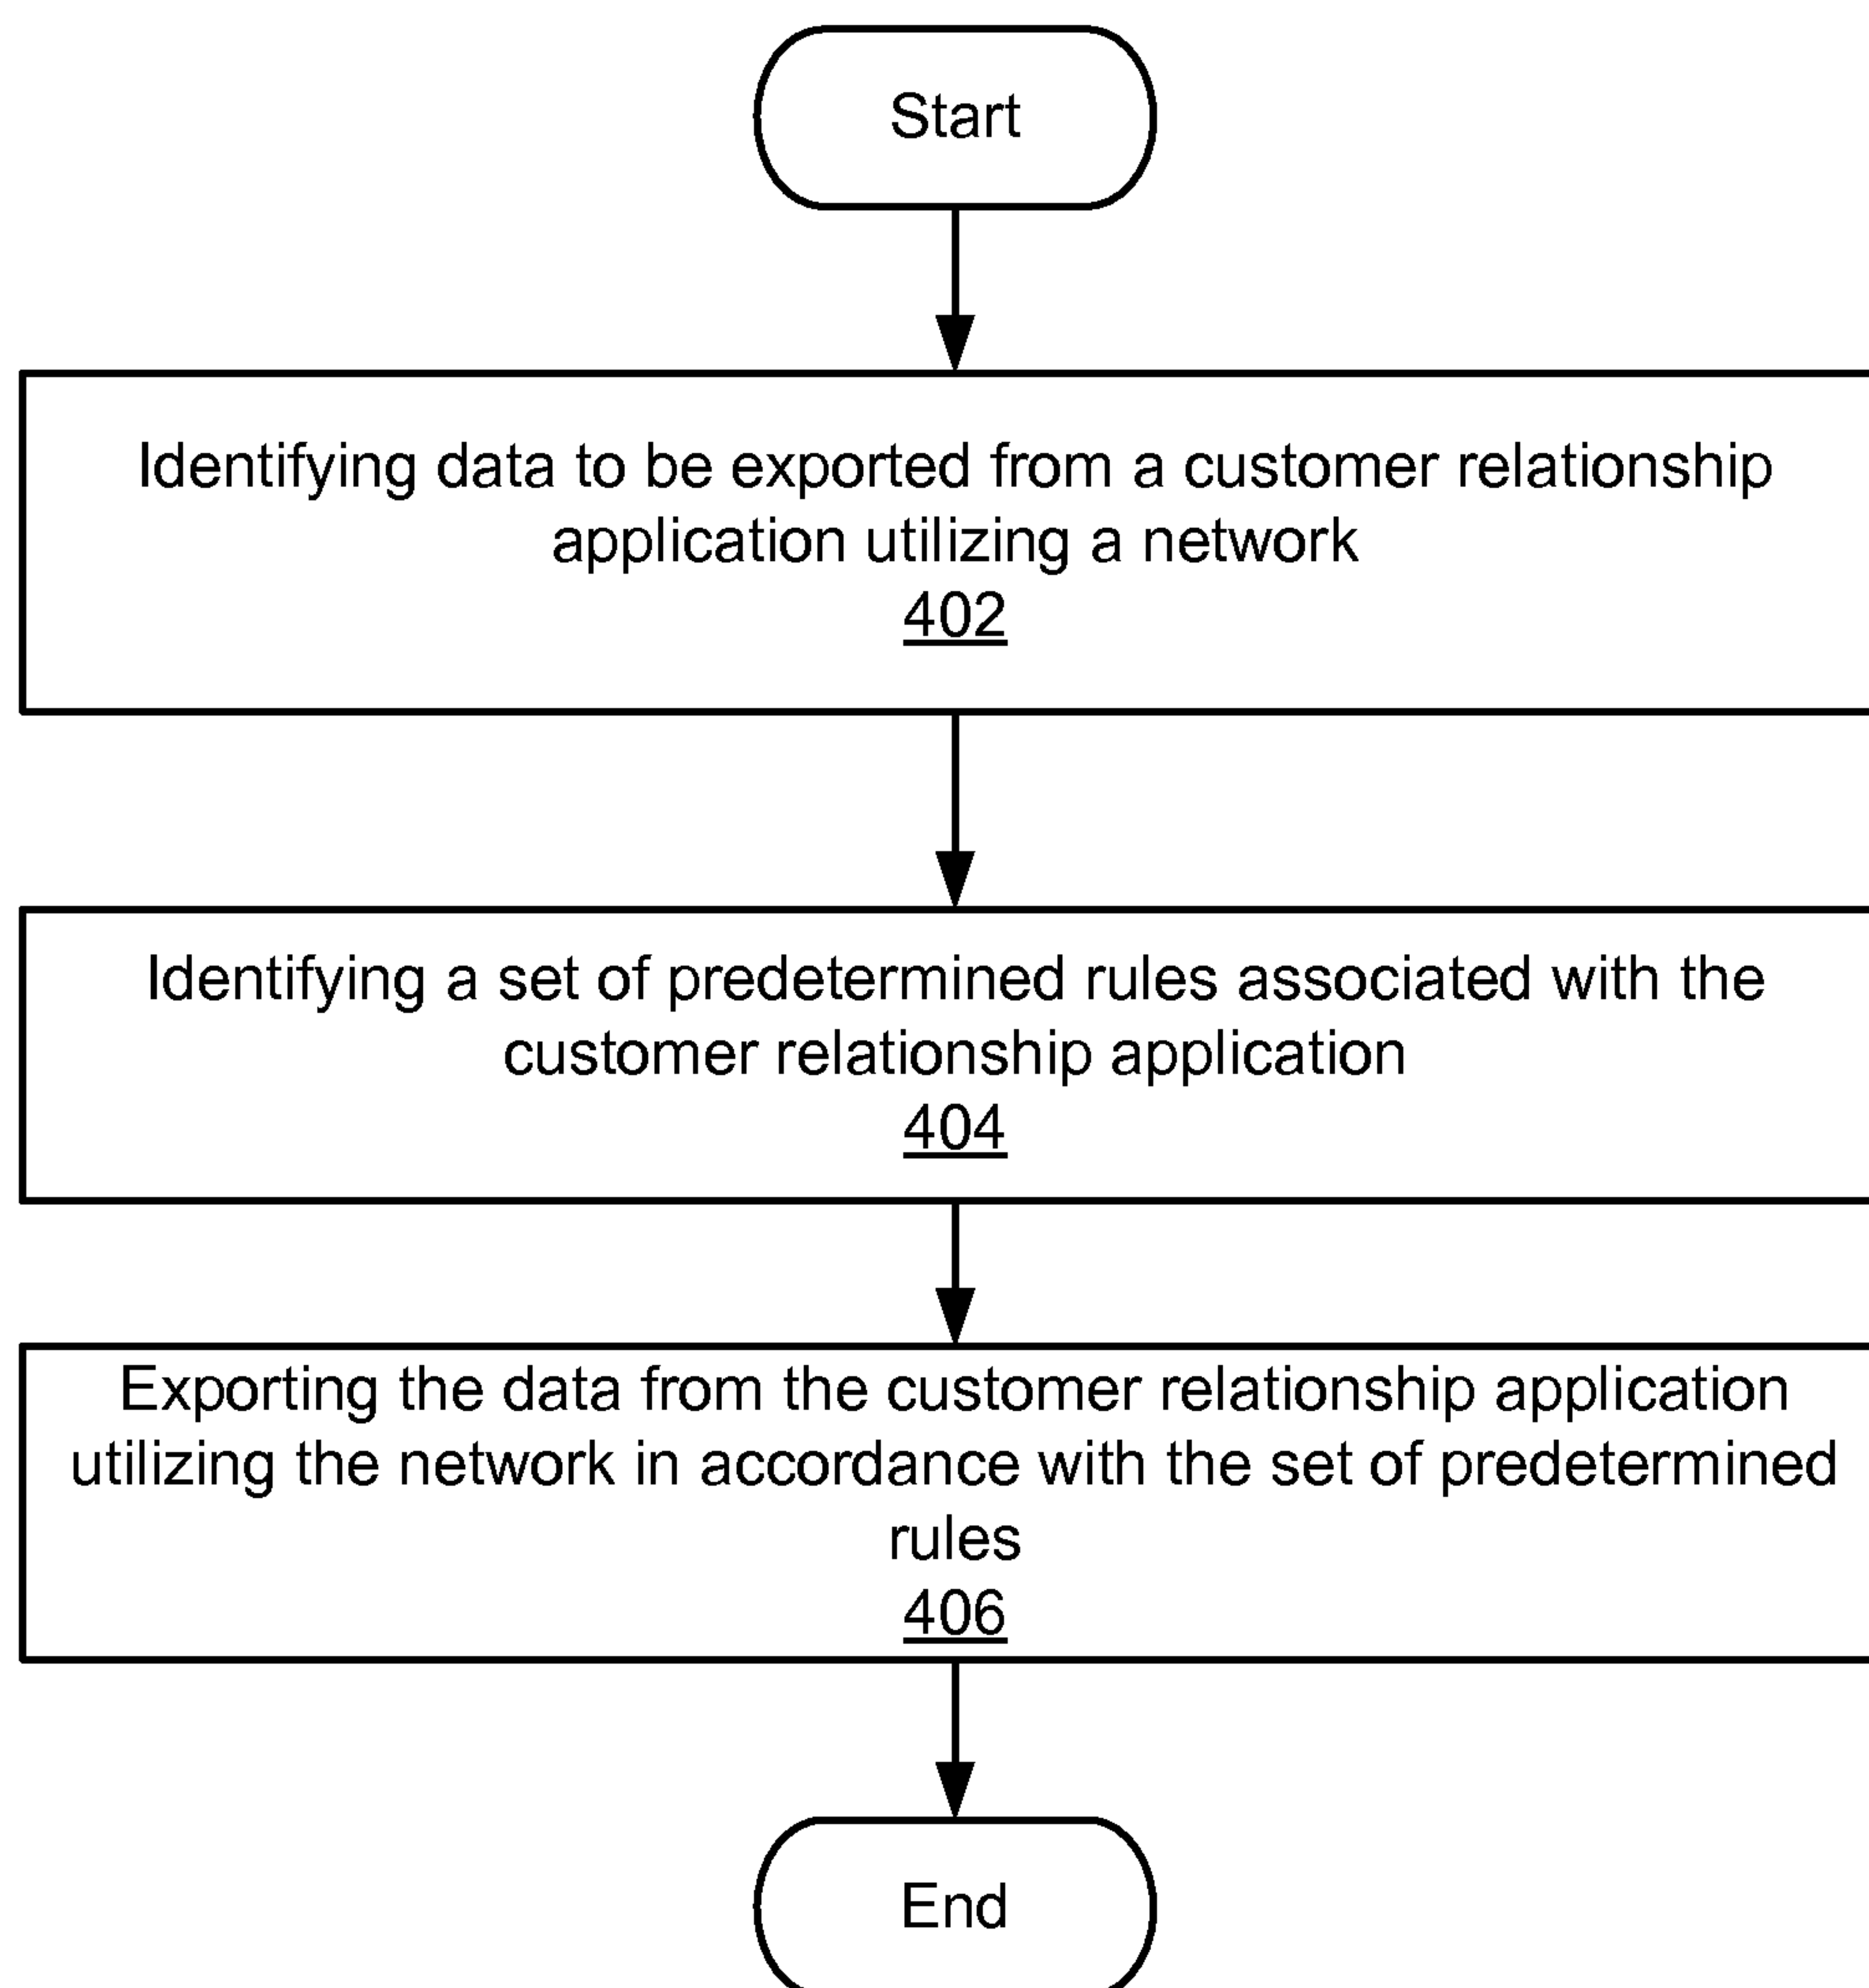 Start
Identifying data to be exported from a customer relationship
application utilizing a network
402
Identifying a set of predetermined rules associated with the
customer relationship application
404
Exporting the data from the customer relationship application
utilizing the network in accordance with the set of predetermined
rules
406
End